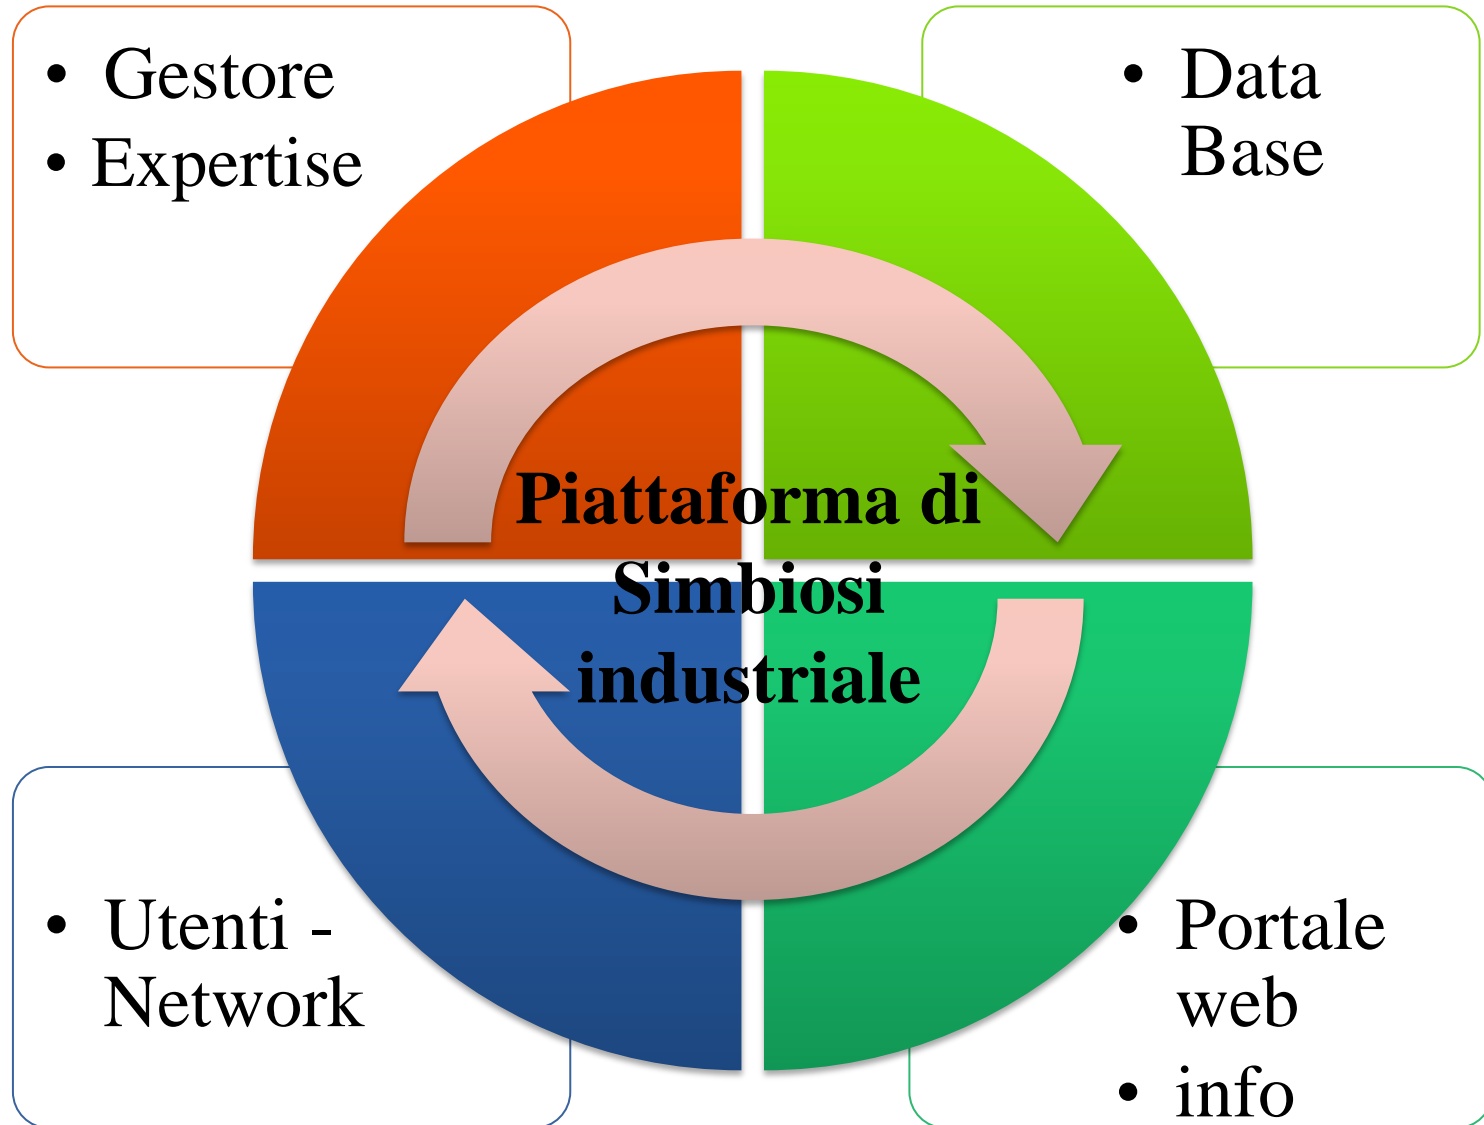 • Gestore
• Expertise
• Data
Base
Piattaforma di
Simbiosi
industriale
• Utenti -
Network
• Portale
web
• info